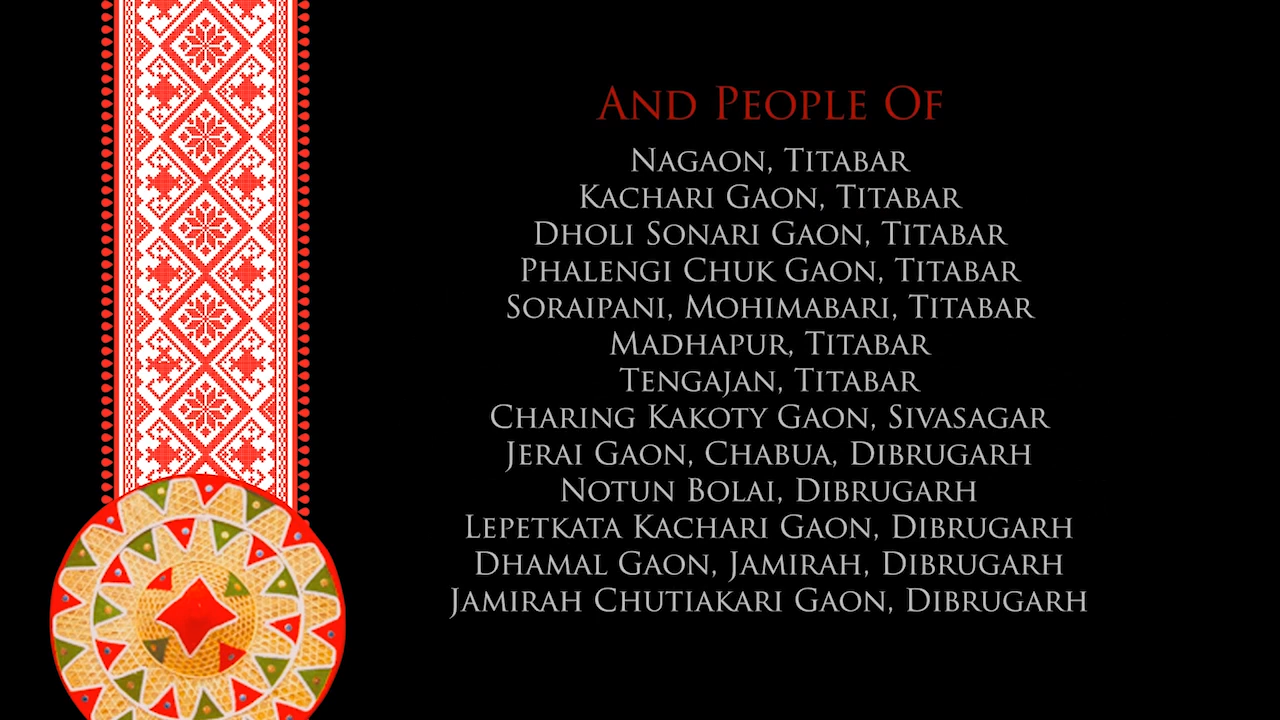 And People Of
Nagaon, Titabar
Kachari Gaon, Titabar
Dholi Sonari Gaon, Titabar
Phalengi Chuk Gaon, Titabar
Soraipani, Mohimabari, Titabar
Madhapur, Titabar
Tengajan, Titabar
Charing Kakoty Gaon, Sivasagar
Jerai Gaon, Chabua, Dibrugarh
Notun Bolai, Dibrugarh
Lepetkata Kachari Gaon, Dibrugarh
Dhamal Gaon, Jamirah, Dibrugarh
Jamirah Chutiakari Gaon, Dibrugarh